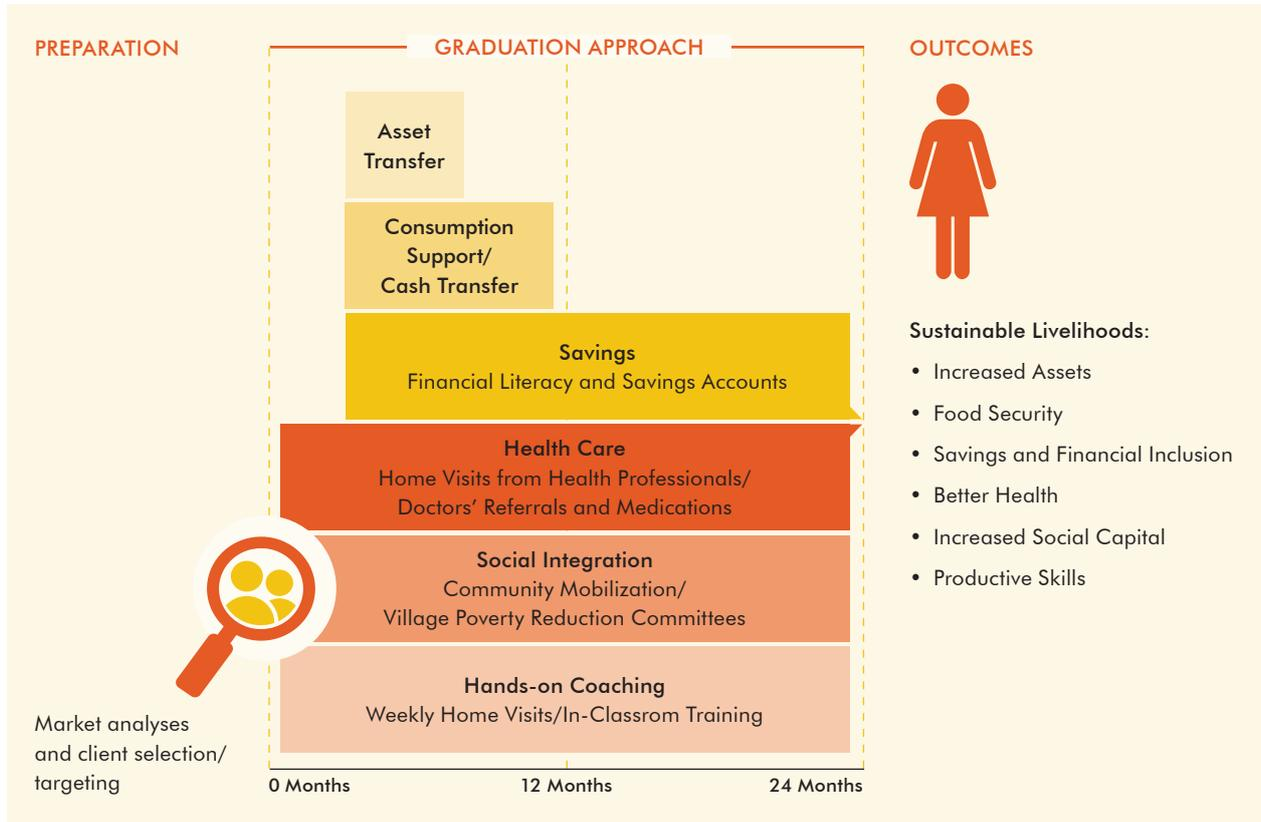 PREPARATION
GRADUATION APPROACH
OUTCOMES
Asset
Transfer
Consumption
Support/
Cash Transfer
Savings
Financial Literacy and Savings Accounts
Health Care
Home Visits from Health Professionals/
Doctors’ Referrals and Medications
Social Integration
Community Mobilization/
Village Poverty Reduction Committees
Hands-on Coaching
Weekly Home Visits/In-Classrom Training
Market analyses
and client selection/
targeting
0 Months
12 Months
24 Months
Sustainable Livelihoods:
• Increased Assets
• Food Security
• Savings and Financial Inclusion
• Better Health
• Increased Social Capital
• Productive Skills